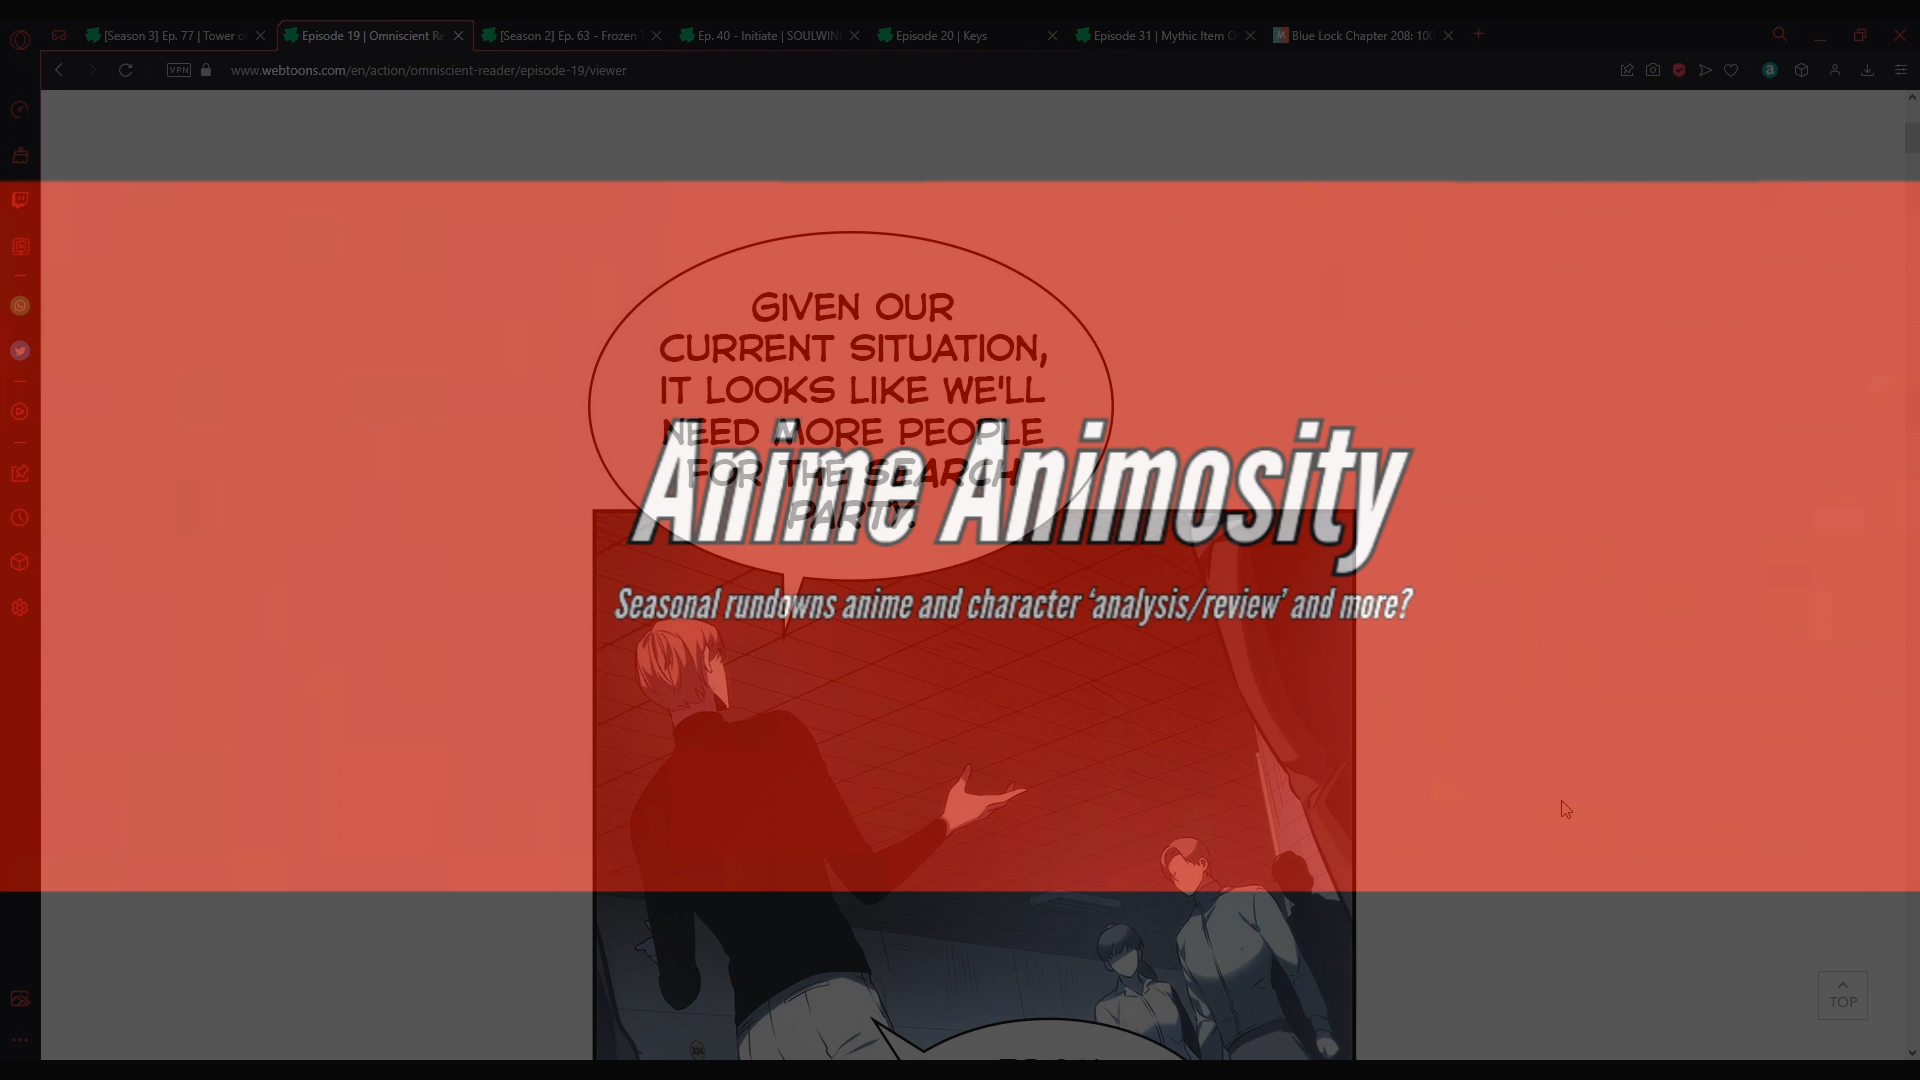 [Season 3] Ep. 77 | Tower o
Episode 19 | Omniscient Re
[Season 2] Ep. 63 - Frozen
Ep. 40 - Initiate | SOULWIN
Episode 20 | Keys
Episode 31 | Mythic Item O
Blue Lock Chapter 208: 100
VPN
www.webtoons.com/en/action/omniscient-reader/episode-19/viewer
GIVEN OUR
CURRENT SITUATION,
IT LOOKS LIKE WE'LL
NEED MORE PEOPLE
FOR THE SEARCH
PARTY.
Anime Animosity
Seasonal rundowns anime and character ‘analysis/review’ and more?
TOP